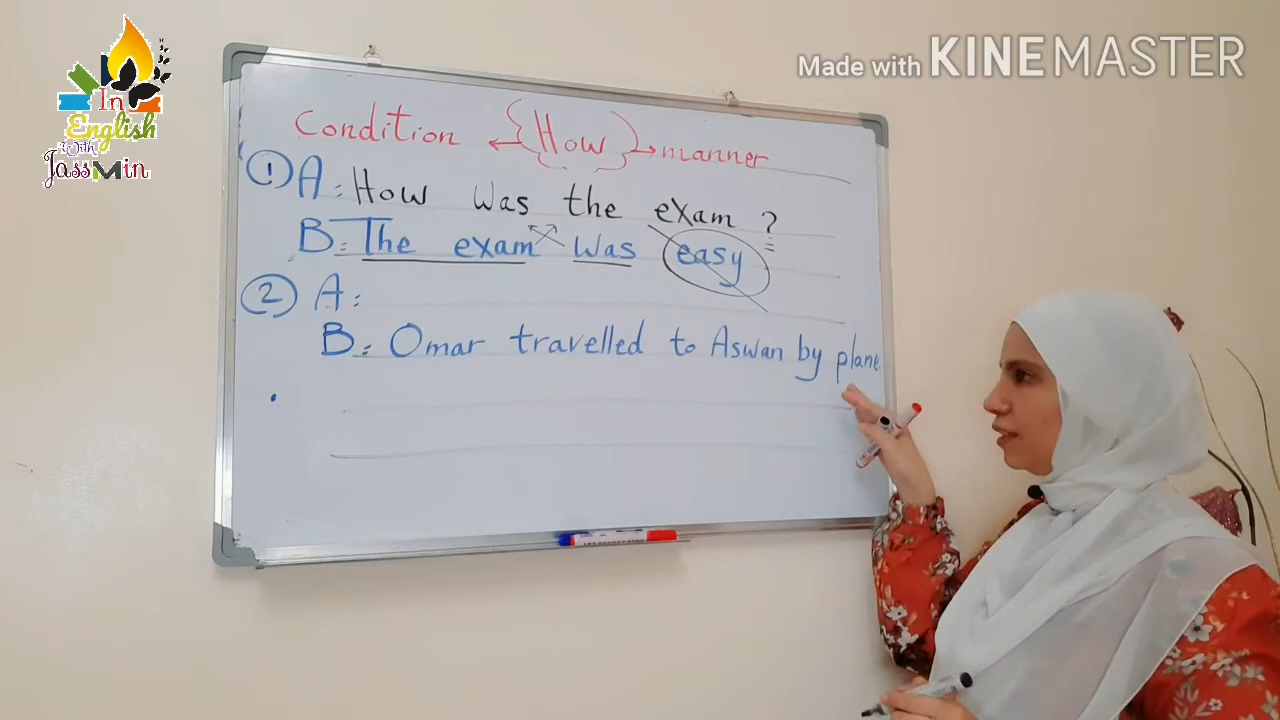 In
English
with
Jassmin
Made with KINEMASTER
Condition ← How → manner
① A: How was the exam ?
B: The exam was easy
② A:
B: Omar travelled to Aswan by plane